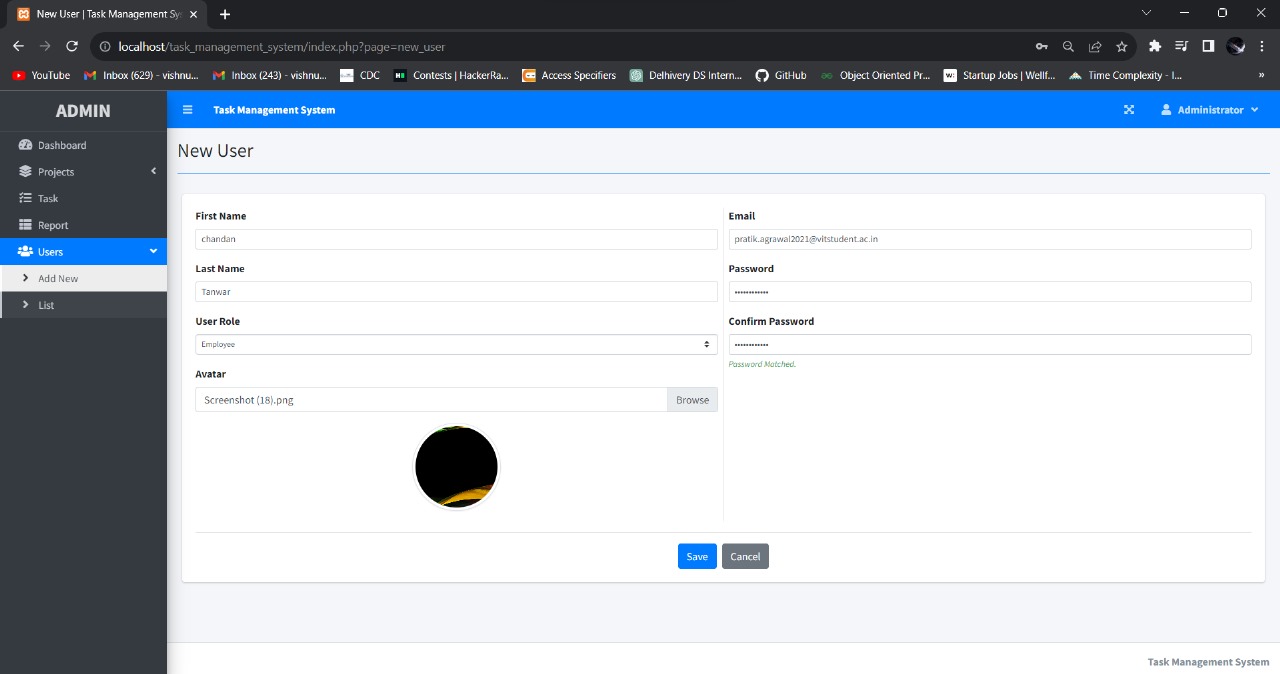 New User | Task Management Sy
localhost/task_management_system/index.php?page=new_user
YouTube Inbox (629) - vishnu... Inbox (243) - vishnu... CDC Contests | HackerRa... Access Specifiers Delhivery DS Intern... GitHub Object Oriented Pr... Startup Jobs | Wellf... Time Complexity - I... »
ADMIN
Task Management System
Administrator
Dashboard
Projects
Task
Report
Users
Add New
List
New User
First Name
chandan
Last Name
Tanwar
User Role
Employee
Avatar
Screenshot (18).png Browse
Email
pratik.agrawal2021@vitstudent.ac.in
Password
••••••••••••
Confirm Password
••••••••••••
Password Matched.
Save Cancel
Task Management System